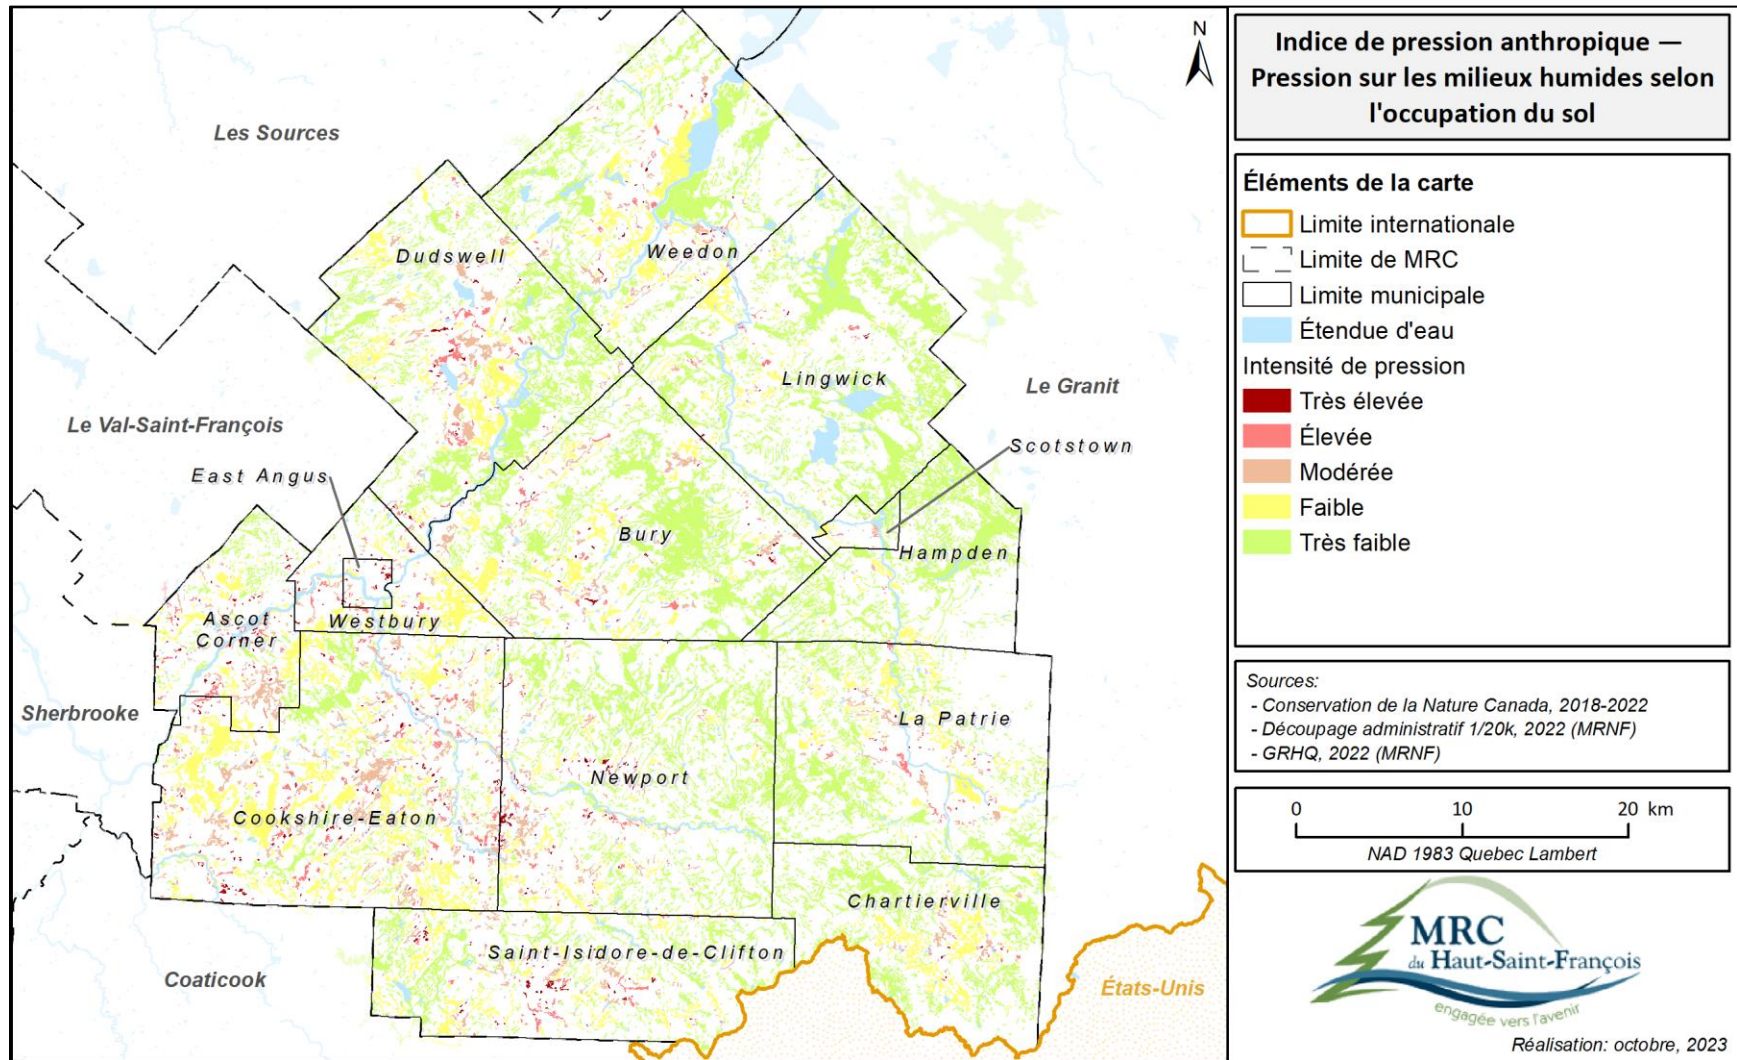 Indice de pression anthropique —
Pression sur les milieux humides selon
l'occupation du sol
Éléments de la carte
Limite internationale
Limite de MRC
Limite municipale
Étendue d'eau
Intensité de pression
Très élevée
Élevée
Modérée
Faible
Très faible
Sources:
- Conservation de la Nature Canada, 2018-2022
- Découpage administratif 1/20k, 2022 (MRNF)
- GRHQ, 2022 (MRNF)
0 10 20 km
NAD 1983 Quebec Lambert
MRC
du Haut-Saint-François
engagée vers l'avenir
Réalisation: octobre, 2023
N
Les Sources
Dudswell
Weedon
Lingwick
Le Granit
Le Val-Saint-François
Scotstown
East Angus
Bury
Hampden
Ascot
Corner
Westbury
Sherbrooke
La Patrie
Newport
Cookshire-Eaton
Chartierville
Saint-Isidore-de-Clifton
Coaticook
États-Unis